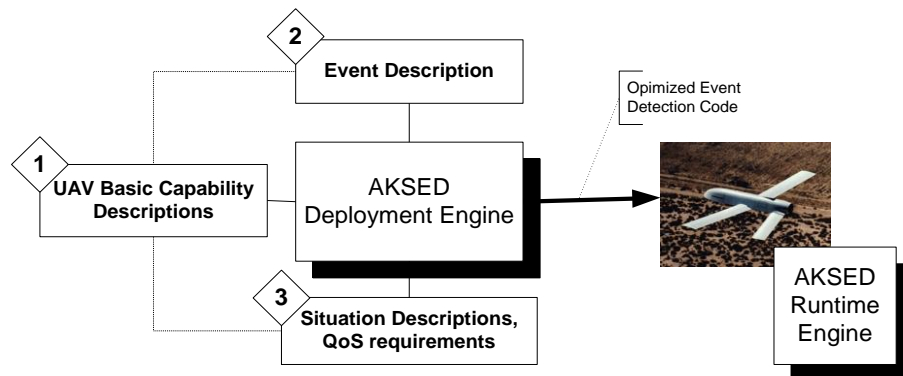 2
Event Description
Opimized Event
Detection Code
1
UAV Basic Capability
Descriptions
AKSED
Deployment Engine
3
Situation Descriptions,
QoS requirements
AKSED
Runtime
Engine